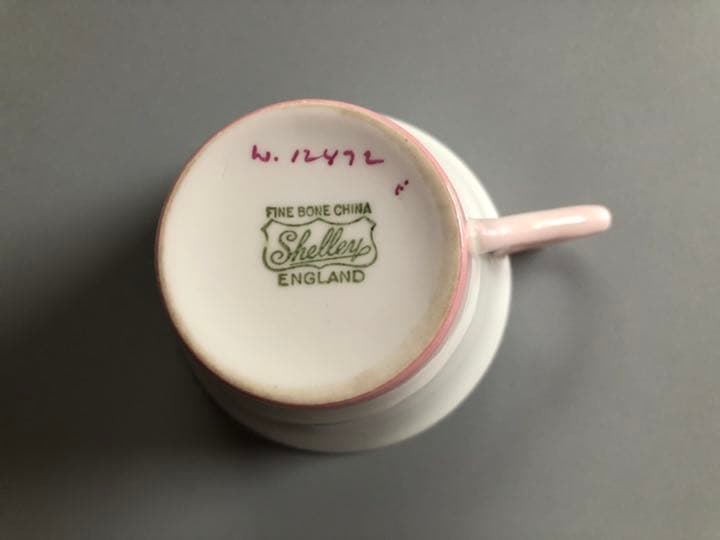 W. 12472
FINE BONE CHINA
Shelley
ENGLAND